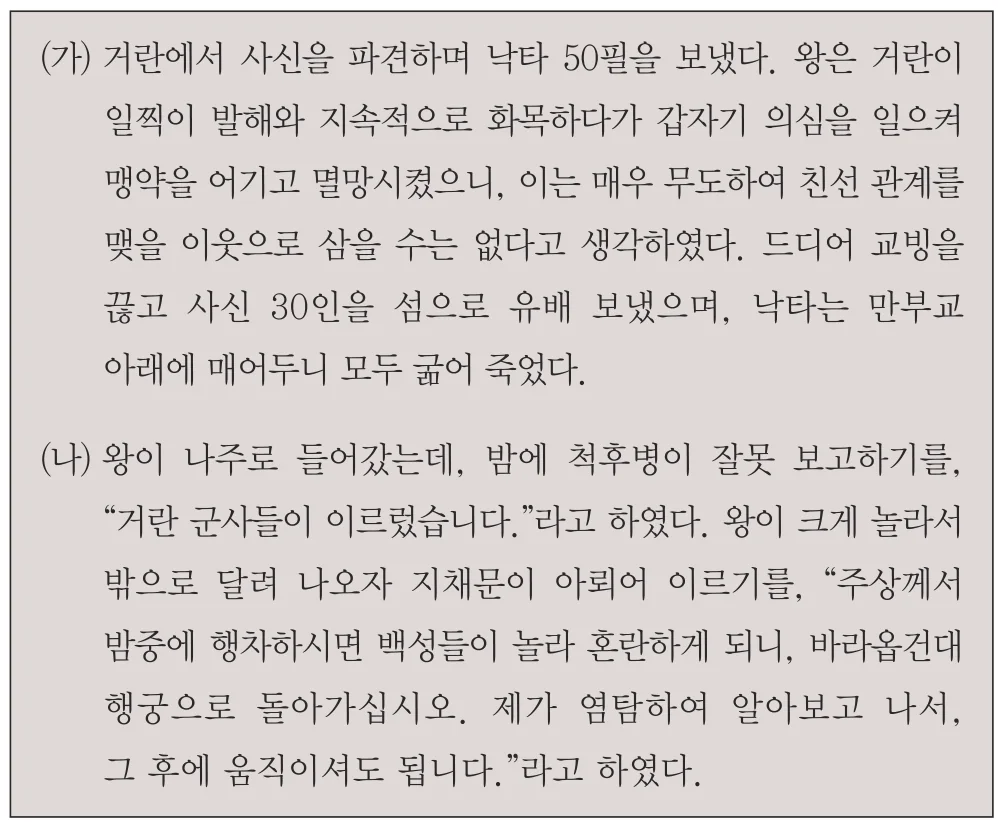 (가) 거란에서 사신을 파견하며 낙타 50필을 보냈다. 왕은 거란이
일찍이 발해와 지속적으로 화목하다가 갑자기 의심을 일으켜
맹약을 어기고 멸망시켰으니, 이는 매우 무도하여 친선 관계를
맺을 이웃으로 삼을 수는 없다고 생각하였다. 드디어 교빙을
끊고 사신 30인을 섬으로 유배 보냈으며, 낙타는 만부교
아래에 매어두니 모두 굶어 죽었다.
(나) 왕이 나주로 들어갔는데, 밤에 척후병이 잘못 보고하기를,
“거란 군사들이 이르렀습니다.”라고 하였다. 왕이 크게 놀라서
밖으로 달려 나오자 지채문이 아뢰어 이르기를, “주상께서
밤중에 행차하시면 백성들이 놀라 혼란하게 되니, 바라옵건대
행궁으로 돌아가십시오. 제가 염탐하여 알아보고 나서,
그 후에 움직이셔도 됩니다.”라고 하였다.